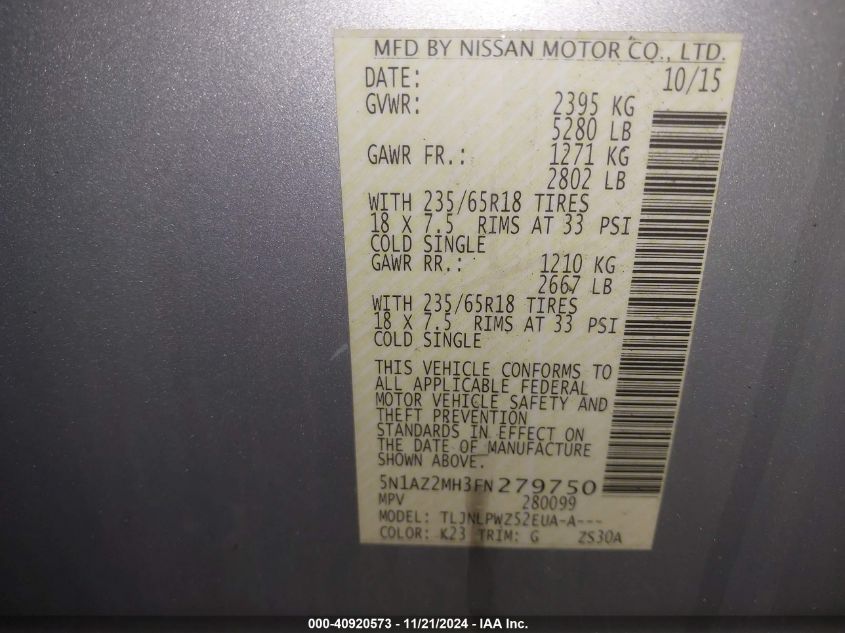 MFD BY NISSAN MOTOR CO., LTD.
DATE: 10/15
GVWR: 2395 KG
5280 LB
GAWR FR.: 1271 KG
2802 LB
WITH 235/65R18 TIRES
18 X 7.5 RIMS AT 33 PSI
COLD SINGLE
GAWR RR.: 1210 KG
2667 LB
WITH 235/65R18 TIRES
18 X 7.5 RIMS AT 33 PSI
COLD SINGLE
THIS VEHICLE CONFORMS TO
ALL APPLICABLE FEDERAL
MOTOR VEHICLE SAFETY AND
THEFT PREVENTION
STANDARDS IN EFFECT ON
THE DATE OF MANUFACTURE
SHOWN ABOVE.
5N1AZ2MH3FN279750
MPV 280099
MODEL: TLJNLPWZ52EUA-A---
COLOR: K23 TRIM: G ZS30A
000-40920573 - 11/21/2024 - IAA Inc.